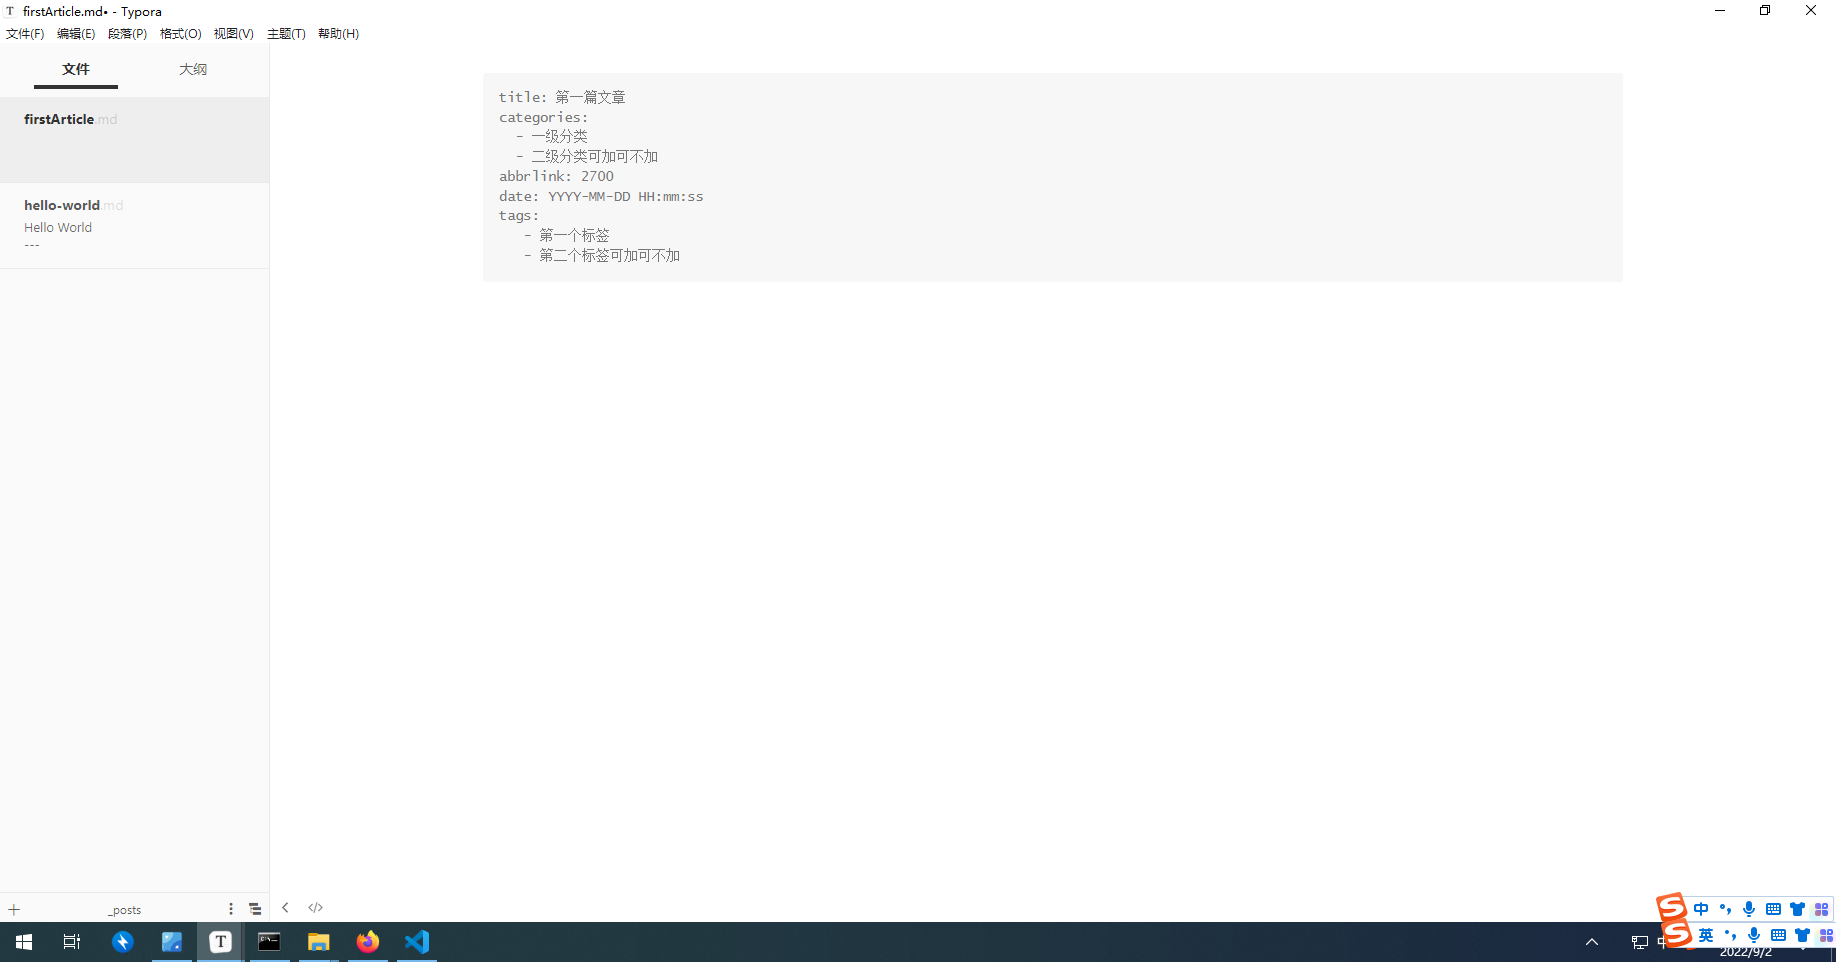 firstArticle.md• - Typora
文件(F) 编辑(E) 段落(P) 格式(O) 视图(V) 主题(T) 帮助(H)
文件 大纲
firstArticle.md
hello-world.md
Hello World
---
title: 第一篇文章
categories:
- 一级分类
- 二级分类可加可不加
abbrlink: 2700
date: YYYY-MM-DD HH:mm:ss
tags:
- 第一个标签
- 第二个标签可加可不加
_posts
</>
中
英
2022/9/2